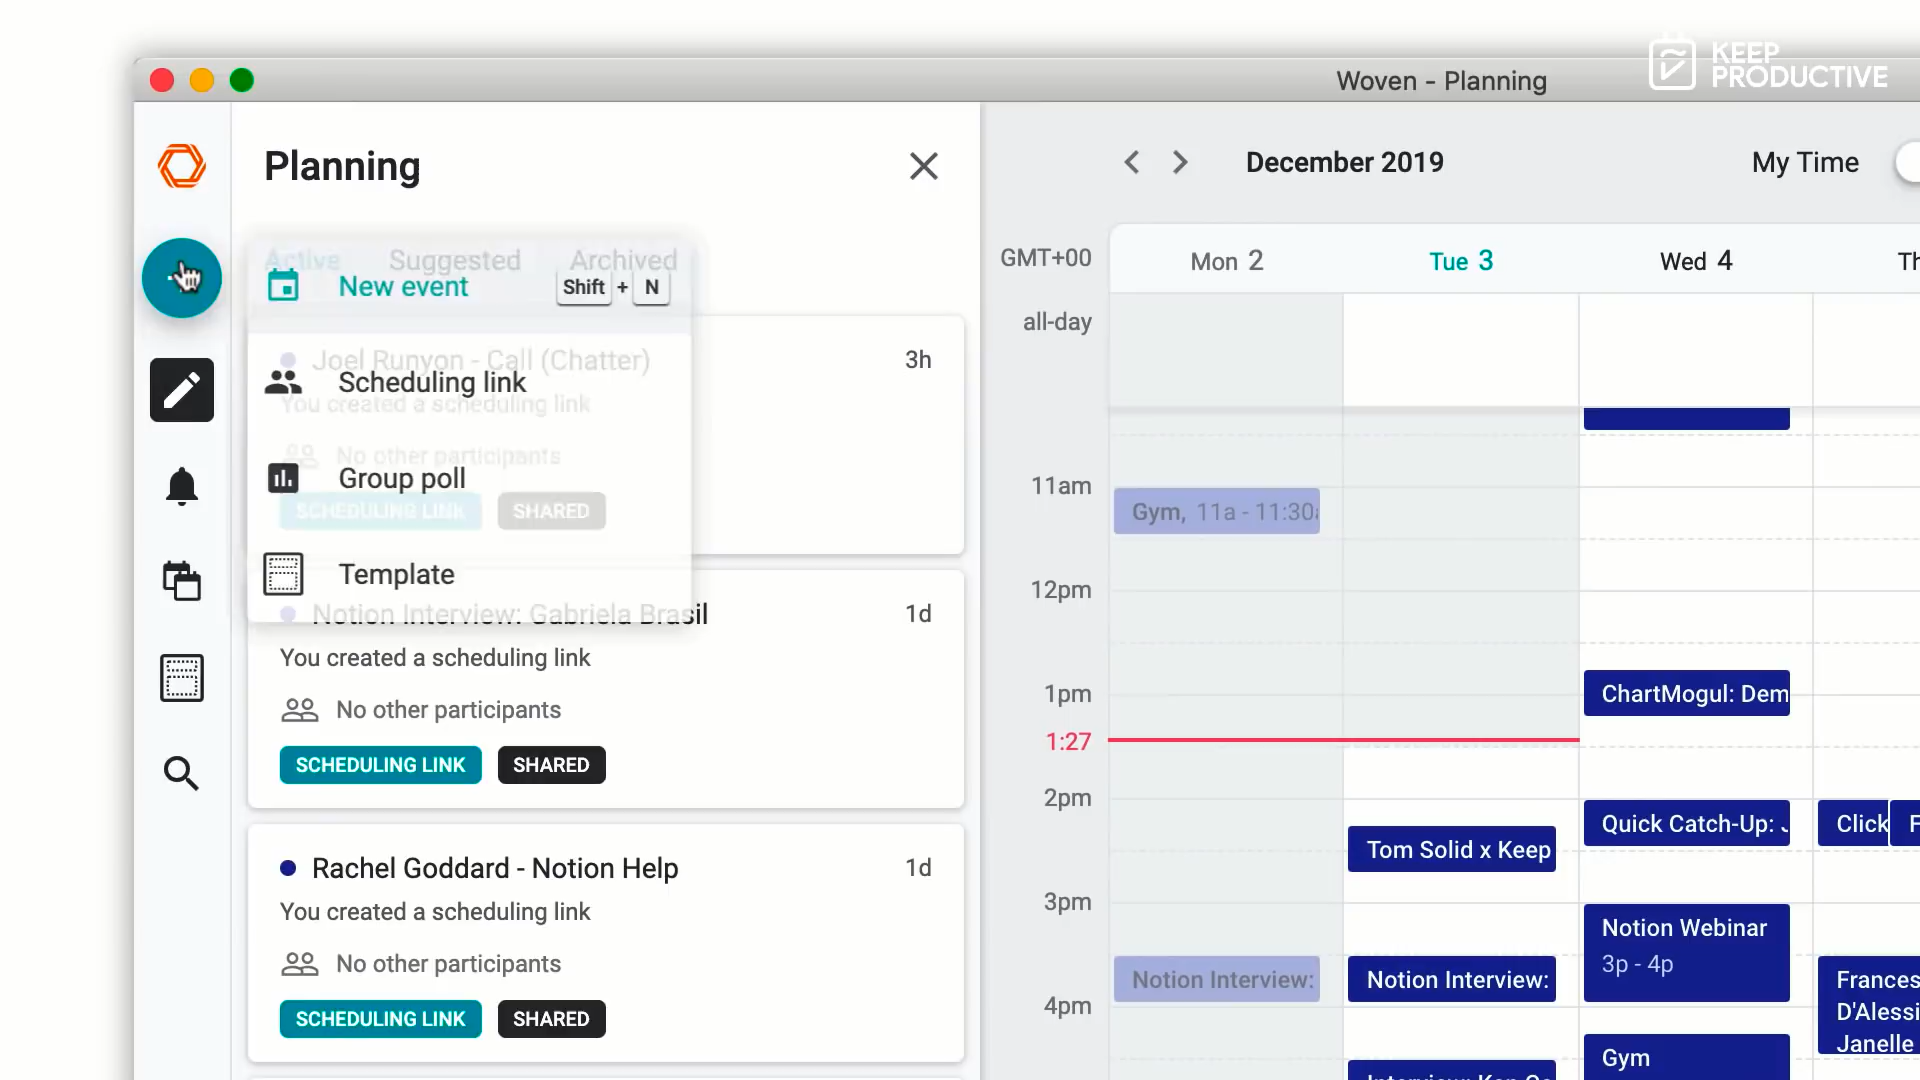 KEEP
PRODUCTIVE
Woven - Planning
Planning
Active Suggested Archived
New event Shift + N
Joel Runyon - Call (Chatter) 3h
Scheduling link
You created a scheduling link
No other participants
Group poll
SCHEDULING LINK SHARED
Template
Notion Interview: Gabriela Brasil 1d
You created a scheduling link
No other participants
SCHEDULING LINK SHARED
Rachel Goddard - Notion Help 1d
You created a scheduling link
No other participants
SCHEDULING LINK SHARED
December 2019
My Time
GMT+00 Mon 2 Tue 3 Wed 4
all-day
11am
Gym, 11a - 11:30
12pm
1pm
ChartMogul: Dem
1:27
2pm
Quick Catch-Up:
Click
F
Tom Solid x Keep
3pm
Notion Webinar
3p - 4p
Notion Interview:
Notion Interview:
Frances
D'Alessi
Janelle
4pm
Gym